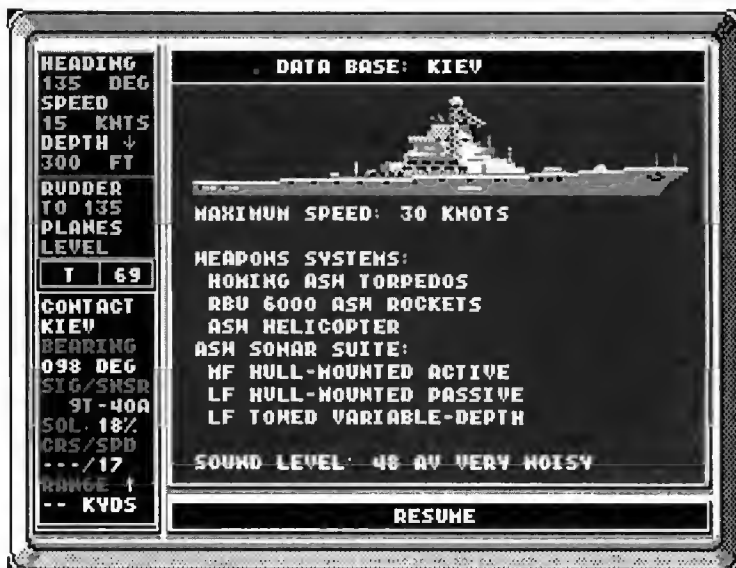 HEADING
135 DEG
SPEED
15 KNTS
DEPTH ↓
300 FT
RUDDER
TO 135
PLANES
LEVEL
T 69
CONTACT
KIEV
BEARING
098 DEG
SIG/SNSR
9T-40A
SOL. 18%
CRS/SPD
---/17
RANGE ↑
-- KYDS
DATA BASE: KIEV
MAXIMUM SPEED: 30 KNOTS
WEAPONS SYSTEMS:
HOMING ASW TORPEDOS
RBU 6000 ASW ROCKETS
ASW HELICOPTER
ASW SONAR SUITE:
MF HULL-MOUNTED ACTIVE
LF HULL-MOUNTED PASSIVE
LF TOWED VARIABLE-DEPTH
SOUND LEVEL: 48 AV VERY NOISY
RESUME